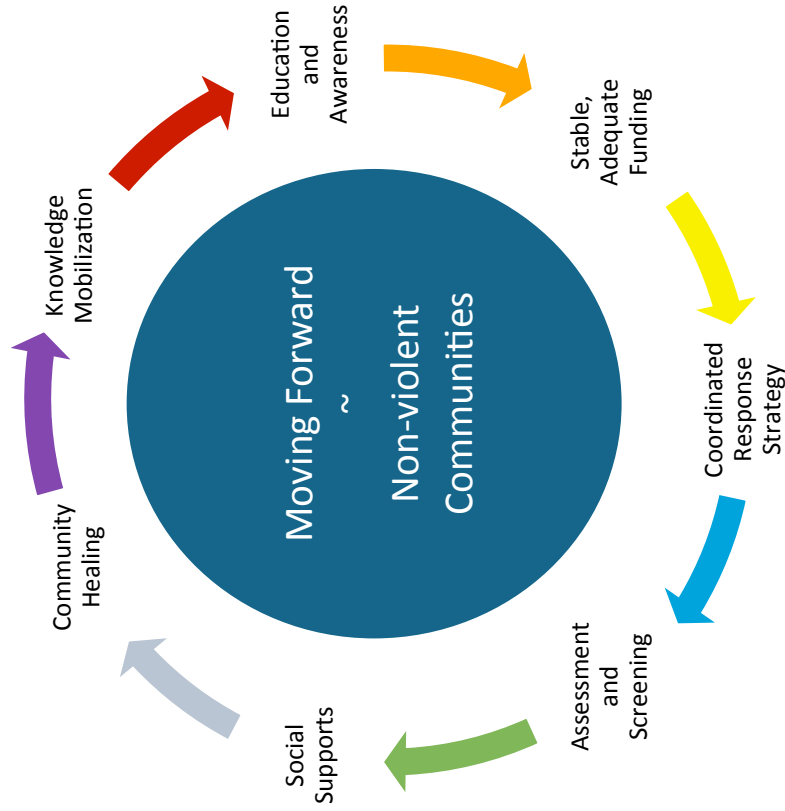 Moving Forward
~
Non-violent
Communities
Education
and
Awareness
Stable,
Adequate
Funding
Coordinated
Response
Strategy
Assessment
and
Screening
Social
Supports
Community
Healing
Knowledge
Mobilization